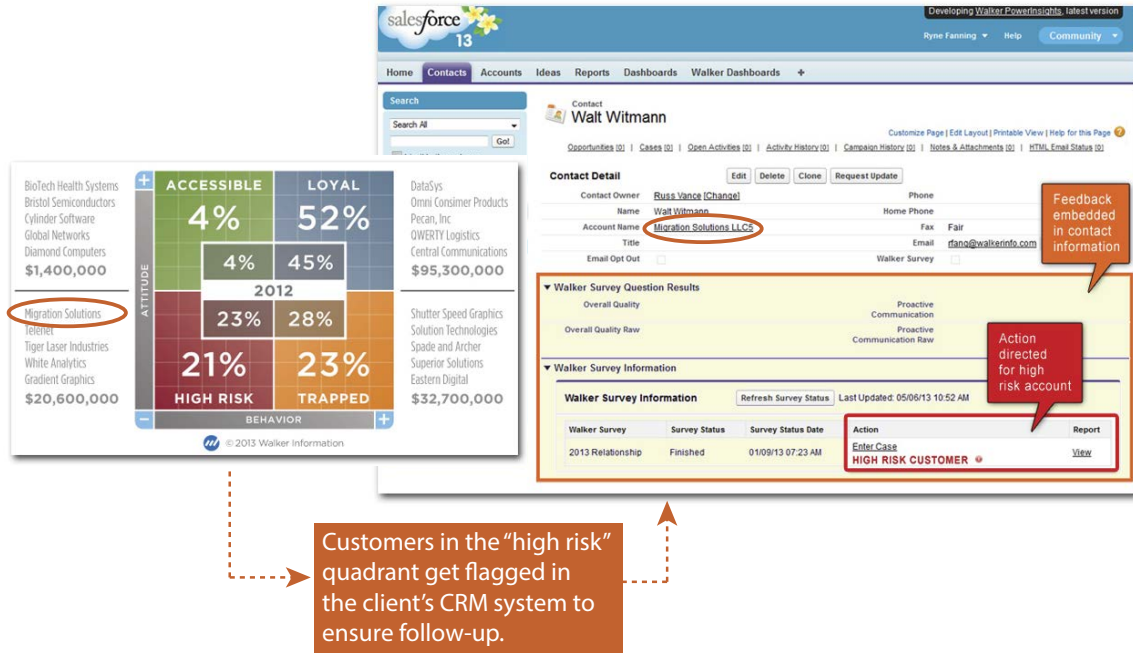 salesforce
13
Developing Walker PowerInsights, latest version
Ryne Fanning Help Community
Home Contacts Accounts Ideas Reports Dashboards Walker Dashboards +
Search
Search All
Go!
Contact
Walt Witmann
Customize Page | Edit Layout | Printable View | Help for this Page ?
Opportunities [0] | Cases [0] | Open Activities [0] | Activity History [0] | Campaign History [0] | Notes & Attachments [0] | HTML Email Status [0]
Contact Detail Edit Delete Clone Request Update
Contact Owner Russ Vance [Change] Phone
Name Walt Witmann Home Phone
Account Name Migration Solutions LLC5 Fax Fair
Title Email rfang@walkerinfo.com
Email Opt Out Walker Survey
Feedback
embedded
in contact
information
Walker Survey Question Results
Overall Quality Proactive
Communication
Overall Quality Raw Proactive
Communication Raw
Action
directed
for high
risk account
Walker Survey Information
Walker Survey Information Refresh Survey Status Last Updated: 05/06/13 10:52 AM
Walker Survey Survey Status Survey Status Date Action Report
2013 Relationship Finished 01/09/13 07:23 AM Enter Case View
HIGH RISK CUSTOMER
BioTech Health Systems
Bristol Semiconductors
Cylinder Software
Global Networks
Diamond Computers
$1,400,000
Migration Solutions
Telenet
Tiger Laser Industries
White Analytics
Gradient Graphics
$20,600,000
+
ATTITUDE
ACCESSIBLE LOYAL
4% 52%
4% 45%
2012
23% 28%
21% 23%
HIGH RISK TRAPPED
− BEHAVIOR +
DataSys
Omni Consimer Products
Pecan, Inc
QWERTY Logistics
Central Communications
$95,300,000
Shutter Speed Graphics
Solution Technologies
Spade and Archer
Superior Solutions
Eastern Digital
$32,700,000
© 2013 Walker Information
Customers in the “high risk”
quadrant get flagged in
the client’s CRM system to
ensure follow-up.